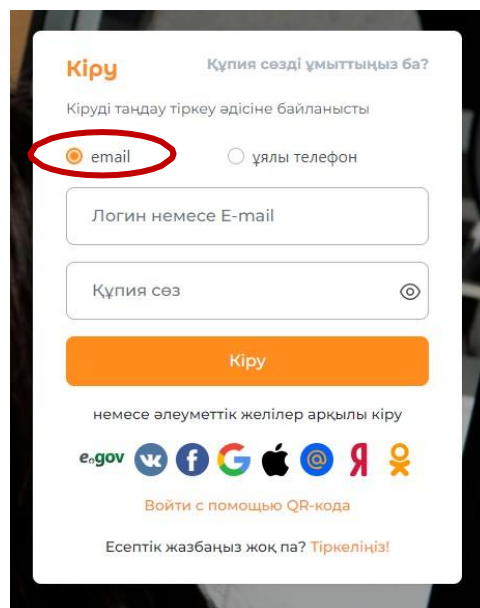 Кіру
Құпия сөзді ұмыттыңыз ба?
Кіруді таңдау тіркеу әдісіне байланысты
email
ұялы телефон
Логин немесе E-mail
Құпия сөз
Кіру
немесе әлеуметтік желілер арқылы кіру
e.gov
Я
Войти с помощью QR-кода
Есептік жазбаңыз жоқ па? Тіркеліңіз!